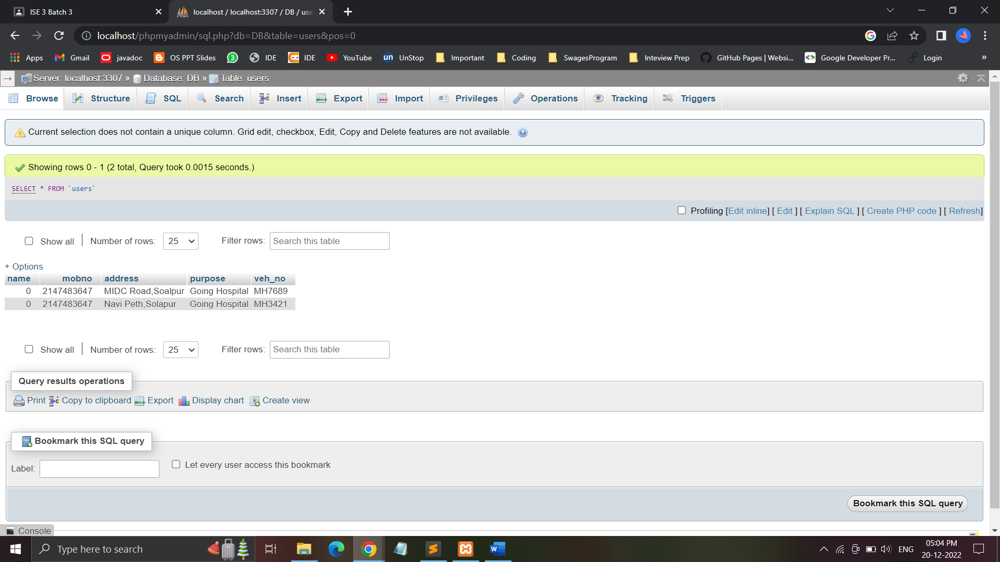 ISE 3 Batch 3
localhost / localhost:3307 / DB / use
localhost/phpmyadmin/sql.php?db=DB&table=users&pos=0
Apps Gmail javadoc OS PPT Slides 3 IDE IDE YouTube un UnStop Important Coding SwagesProgram Inteview Prep GitHub Pages | Websi... Google Developer Pr... Login »
Server: localhost:3307 » Database: DB » Table: users
Browse Structure SQL Search Insert Export Import Privileges Operations Tracking Triggers
Current selection does not contain a unique column. Grid edit, checkbox, Edit, Copy and Delete features are not available.
Showing rows 0 - 1 (2 total, Query took 0.0015 seconds.)
SELECT * FROM `users`
Profiling [Edit inline] [ Edit ] [ Explain SQL ] [ Create PHP code ] [ Refresh]
Show all | Number of rows: 25 Filter rows: Search this table
+ Options
name mobno address purpose veh_no
0 2147483647 MIDC Road,Soalpur Going Hospital MH7689
0 2147483647 Navi Peth,Solapur Going Hospital MH3421
Show all | Number of rows: 25 Filter rows: Search this table
Query results operations
Print Copy to clipboard Export Display chart Create view
Bookmark this SQL query
Label: Let every user access this bookmark
Bookmark this SQL query
Console
Type here to search
ENG
05:04 PM
20-12-2022